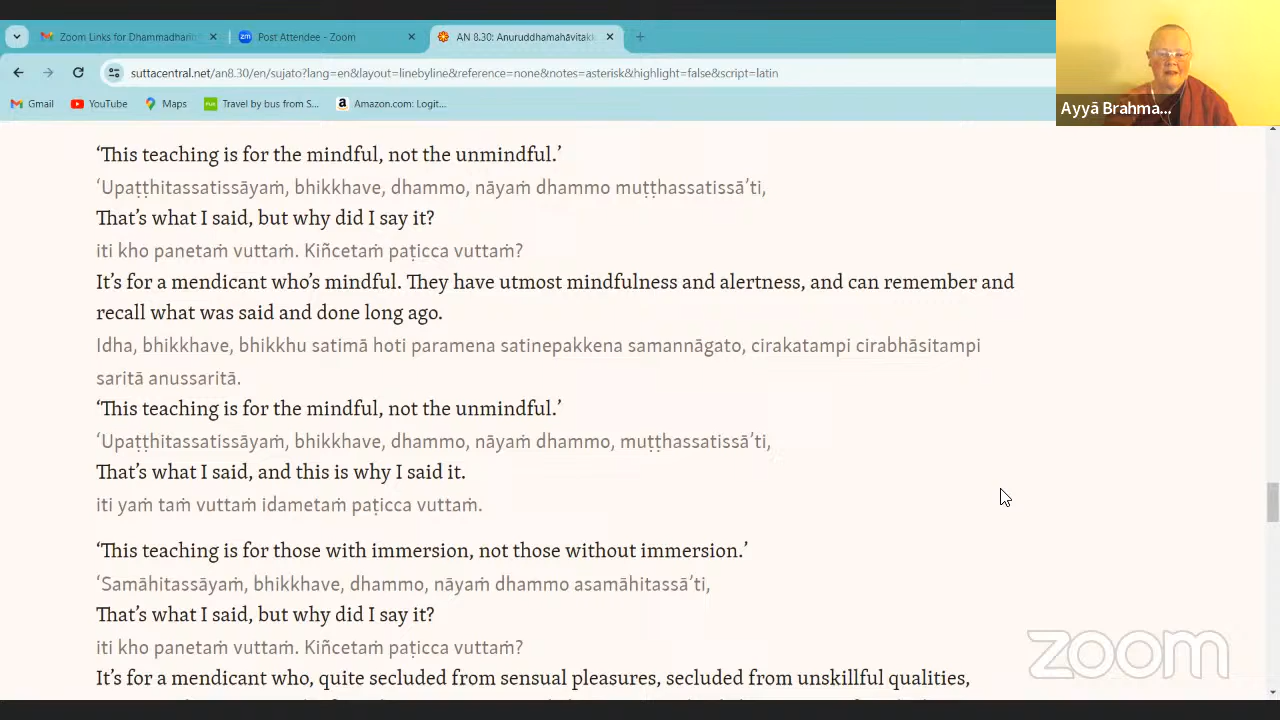 Zoom Links for Dhammadhaṁs
Post Attendee - Zoom
AN 8.30: Anuruddhamahāvitakk
suttacentral.net/an8.30/en/sujato?lang=en&layout=linebyline&reference=none&notes=asterisk&highlight=false&script=latin
Gmail YouTube Maps Travel by bus from S... Amazon.com: Logit...
Ayyā Brahma...
‘This teaching is for the mindful, not the unmindful.’
‘Upaṭṭhitassatissāyaṁ, bhikkhave, dhammo, nāyaṁ dhammo muṭṭhassatissā’ti,
That’s what I said, but why did I say it?
iti kho panetaṁ vuttaṁ. Kiñcetaṁ paṭicca vuttaṁ?
It’s for a mendicant who’s mindful. They have utmost mindfulness and alertness, and can remember and
recall what was said and done long ago.
Idha, bhikkhave, bhikkhu satimā hoti paramena satinepakkena samannāgato, cirakatampi cirabhāsitampi
saritā anussaritā.
‘This teaching is for the mindful, not the unmindful.’
‘Upaṭṭhitassatissāyaṁ, bhikkhave, dhammo, nāyaṁ dhammo, muṭṭhassatissā’ti,
That’s what I said, and this is why I said it.
iti yaṁ taṁ vuttaṁ idametaṁ paṭicca vuttaṁ.
‘This teaching is for those with immersion, not those without immersion.’
‘Samāhitassāyaṁ, bhikkhave, dhammo, nāyaṁ dhammo asamāhitassā’ti,
That’s what I said, but why did I say it?
iti kho panetaṁ vuttaṁ. Kiñcetaṁ paṭicca vuttaṁ?
zoom
It’s for a mendicant who, quite secluded from sensual pleasures, secluded from unskillful qualities,